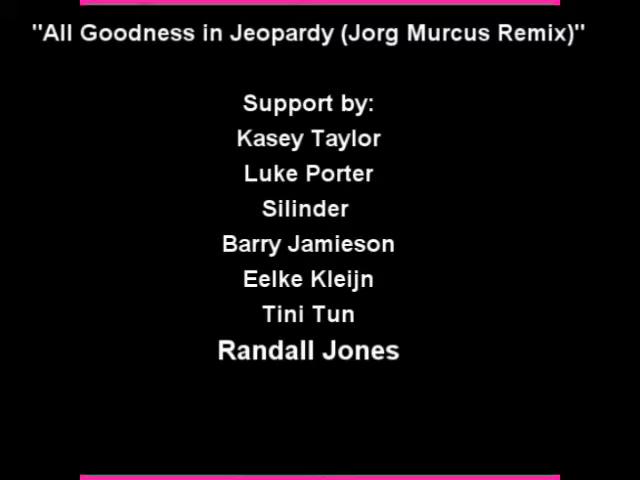 "All Goodness in Jeopardy (Jorg Murcus Remix)"
Support by:
Kasey Taylor
Luke Porter
Silinder
Barry Jamieson
Eelke Kleijn
Tini Tun
Randall Jones